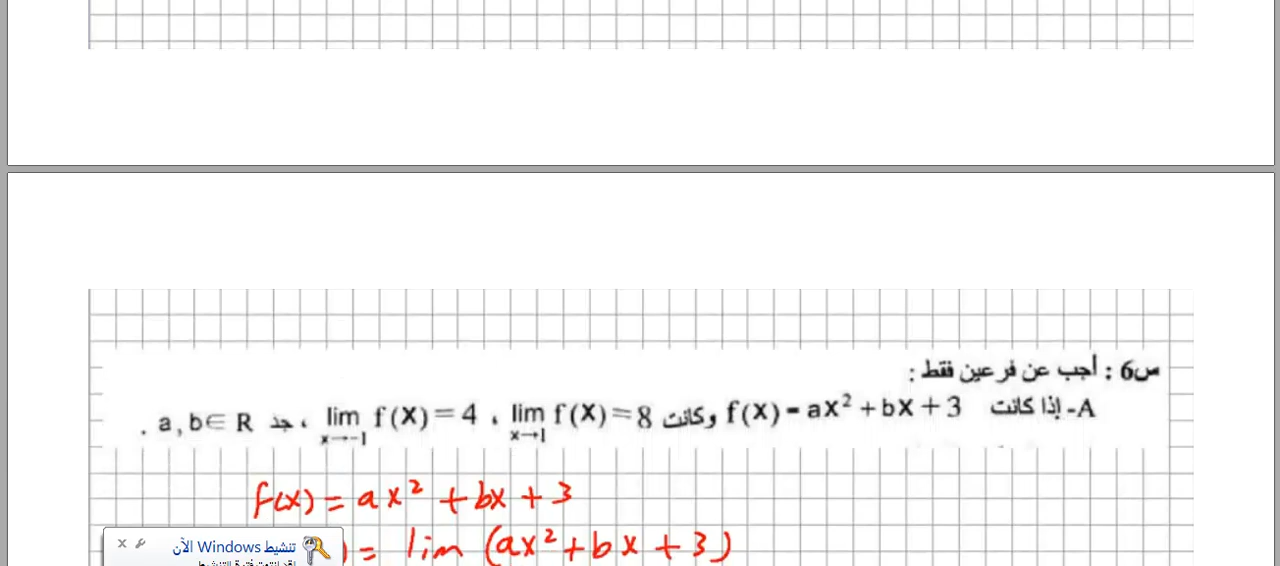 س6 : أجب عن فرعين فقط :
A- إذا كانت f(X) = aX² + bX + 3 وكانت lim f(X) = 8 ، lim f(X) = 4 ، جد a , b ∈ R .
x→1 x→-1
f(x) = ax² + bx + 3
) = lim (ax² + bx + 3)
تنشيط Windows الآن